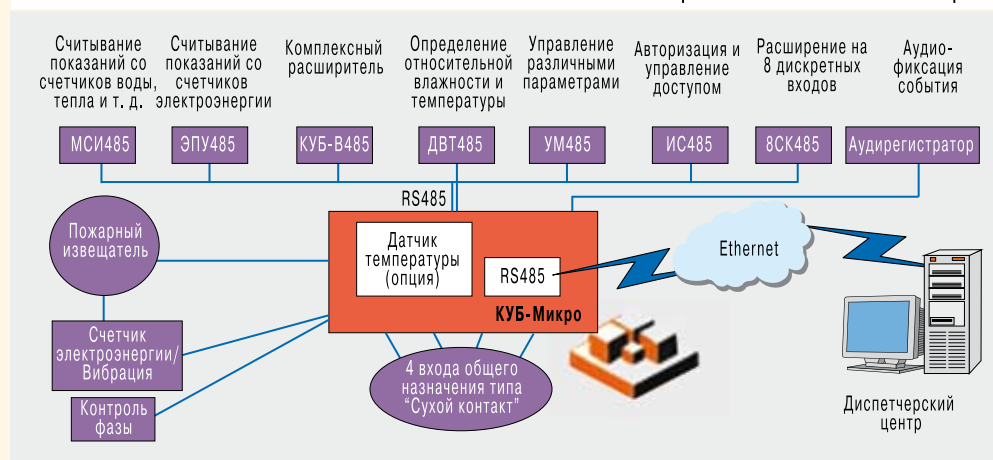 Считывание
показаний со
счетчиков воды,
тепла и т. д.
Считывание
показаний со
счетчиков
электроэнергии
Комплексный
расширитель
Определение
относительной
влажности и
температуры
Управление
различными
параметрами
Авторизация и
управление
доступом
Расширение на
8 дискретных
входов
Аудио-
фиксация
события
МСИ485
ЭПУ485
КУБ-В485
ДВТ485
УМ485
ИС485
8СК485
Аудирегистратор
RS485
Пожарный
извещатель
Датчик
температуры
(опция)
RS485
КУБ-Микро
Ethernet
Счетчик
электроэнергии/
Вибрация
Контроль
фазы
4 входа общего
назначения типа
“Сухой контакт”
Диспетчерский
центр